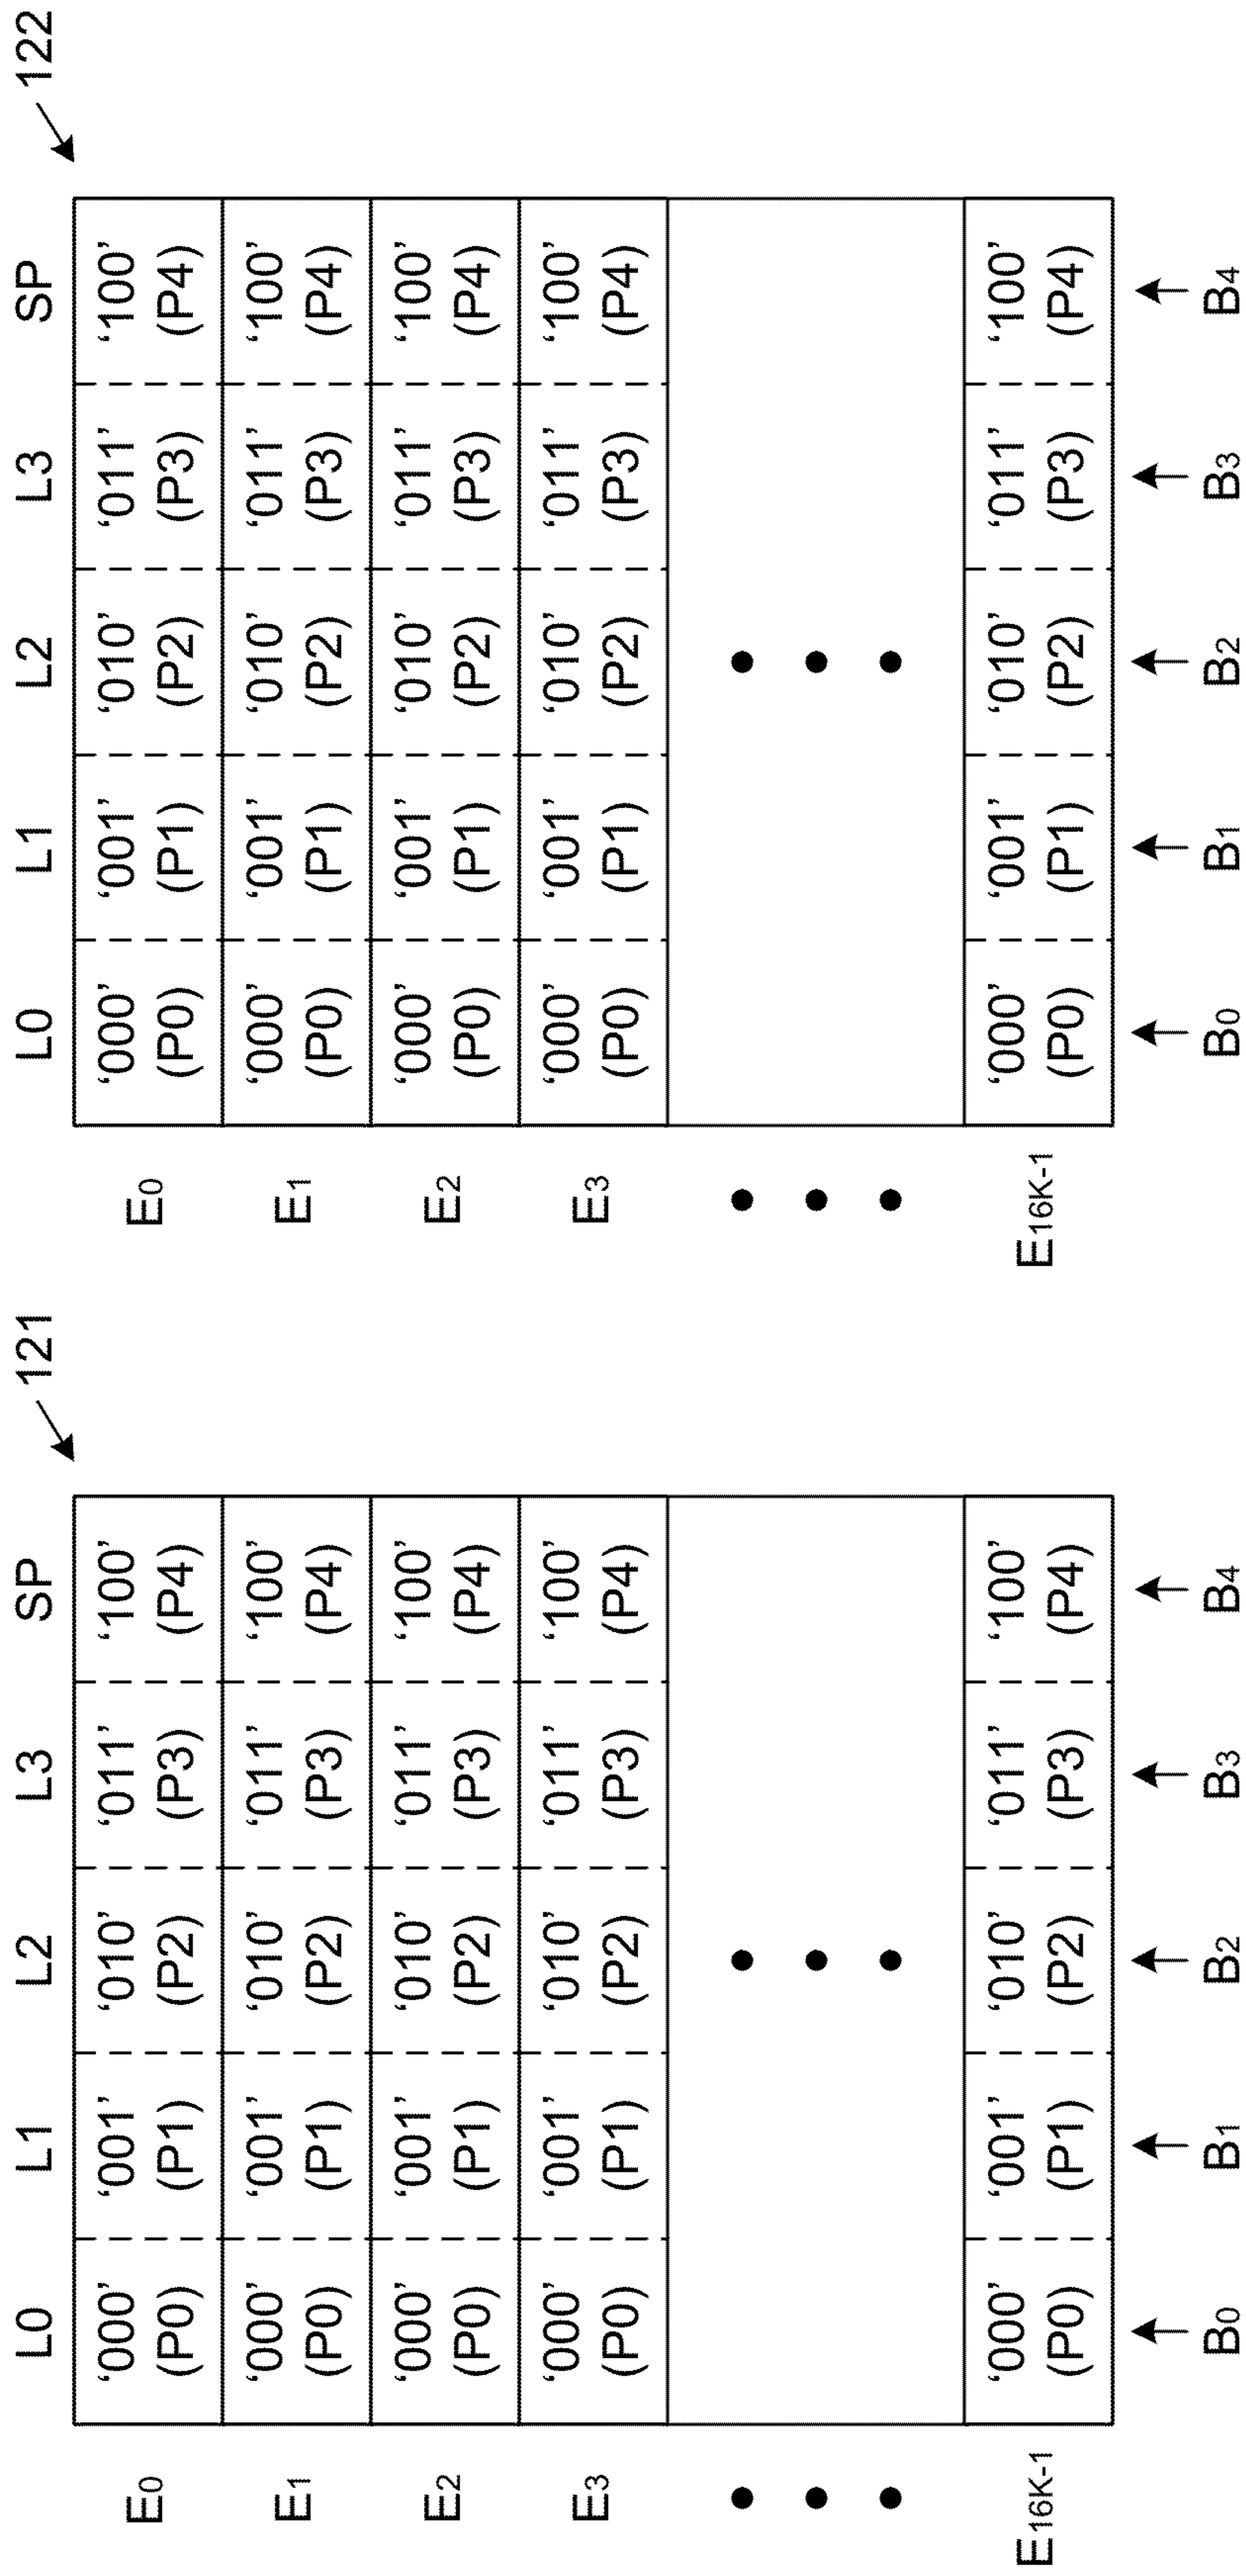 121
L0 L1 L2 L3 SP
E0 ‘000’ ‘001’ ‘010’ ‘011’ ‘100’
(P0) (P1) (P2) (P3) (P4)
E1 ‘000’ ‘001’ ‘010’ ‘011’ ‘100’
(P0) (P1) (P2) (P3) (P4)
E2 ‘000’ ‘001’ ‘010’ ‘011’ ‘100’
(P0) (P1) (P2) (P3) (P4)
E3 ‘000’ ‘001’ ‘010’ ‘011’ ‘100’
(P0) (P1) (P2) (P3) (P4)
E16K-1 ‘000’ ‘001’ ‘010’ ‘011’ ‘100’
(P0) (P1) (P2) (P3) (P4)
B0 B1 B2 B3 B4
122
L0 L1 L2 L3 SP
E0 ‘000’ ‘001’ ‘010’ ‘011’ ‘100’
(P0) (P1) (P2) (P3) (P4)
E1 ‘000’ ‘001’ ‘010’ ‘011’ ‘100’
(P0) (P1) (P2) (P3) (P4)
E2 ‘000’ ‘001’ ‘010’ ‘011’ ‘100’
(P0) (P1) (P2) (P3) (P4)
E3 ‘000’ ‘001’ ‘010’ ‘011’ ‘100’
(P0) (P1) (P2) (P3) (P4)
E16K-1 ‘000’ ‘001’ ‘010’ ‘011’ ‘100’
(P0) (P1) (P2) (P3) (P4)
B0 B1 B2 B3 B4